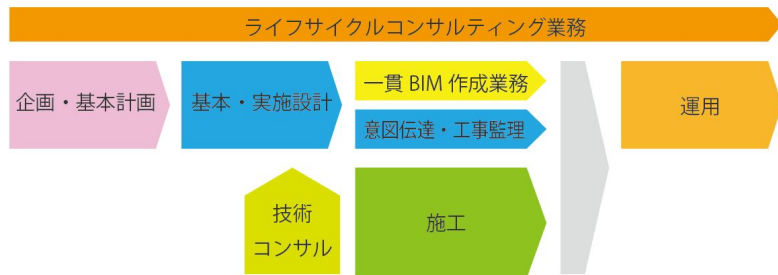 ライフサイクルコンサルティング業務
企画・基本計画
基本・実施設計
一貫 BIM 作成業務
意図伝達・工事監理
運用
技術
コンサル
施工